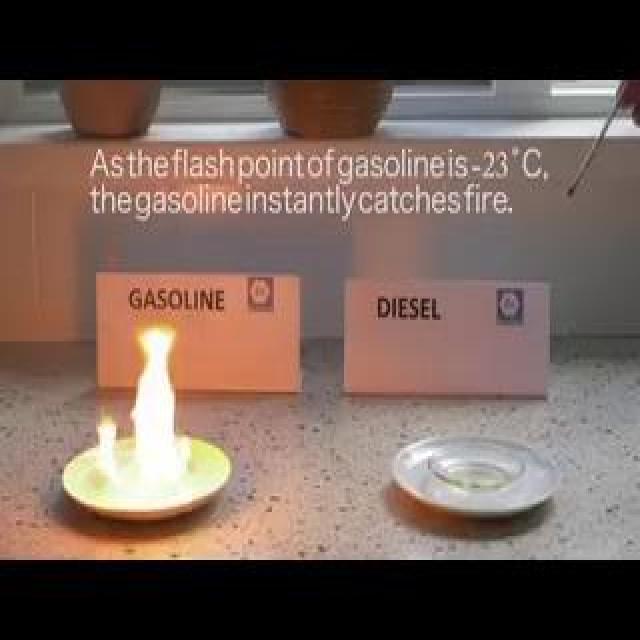 As the flash point of gasoline is -23°C,
the gasoline instantly catches fire.
GASOLINE
DIESEL